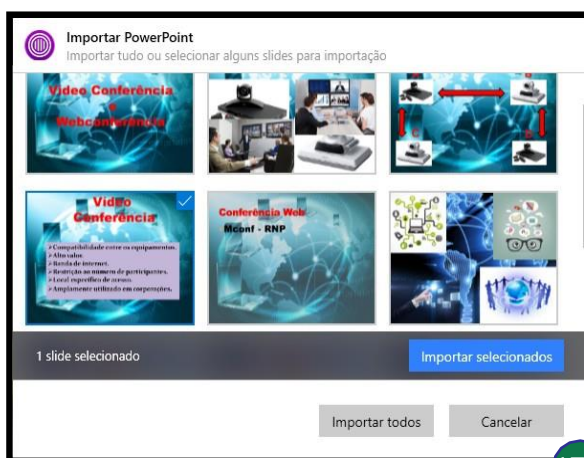 Importar PowerPoint
Importar tudo ou selecionar alguns slides para importação
Vídeo Conferência
e
Webconferência
Vídeo
Conferência
➢Compatibilidade entre os equipamentos.
➢Alto valor.
➢Banda de internet.
➢Restrição ao número de participantes.
➢Local específico de acesso.
➢Amplamente utilizado em corporações.
Conferência Web
Mconf - RNP
1 slide selecionado
Importar selecionados
Importar todos
Cancelar